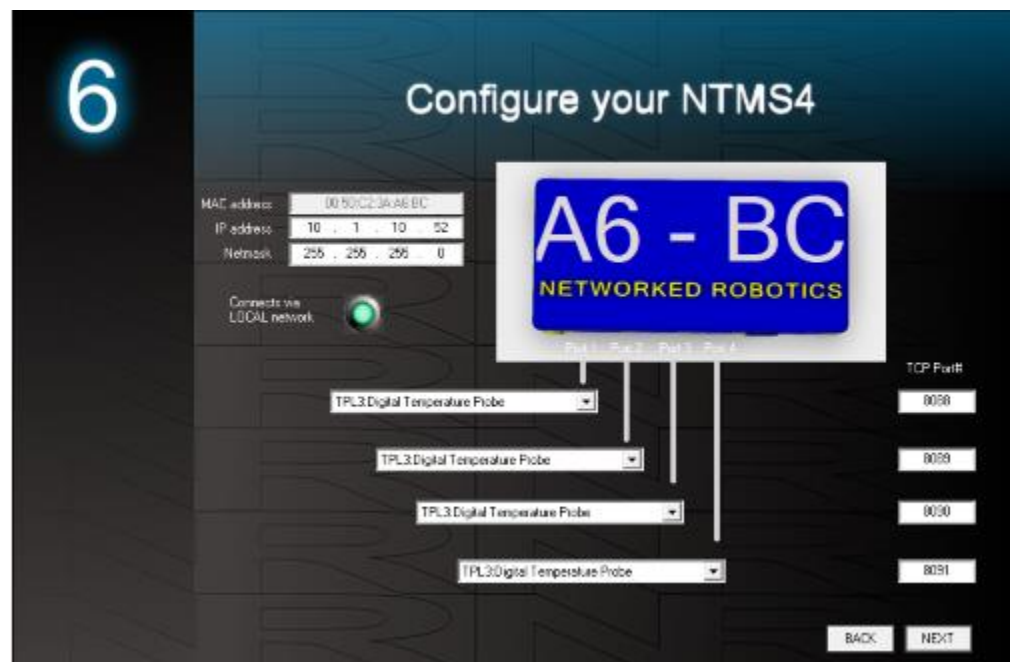 6
Configure your NTMS4
MAC address 00:50:C2:3A:A6:BC
IP address 10 . 1 . 10 . 52
Netmask 255 . 255 . 255 . 0
A6 - BC
NETWORKED ROBOTICS
Connects via
LOCAL network
Port 1 Port 2 Port 3 Port 4
TCP Port#
TPL3:Digital Temperature Probe 8088
TPL3:Digital Temperature Probe 8089
TPL3:Digital Temperature Probe 8090
TPL3:Digital Temperature Probe 8091
BACK NEXT